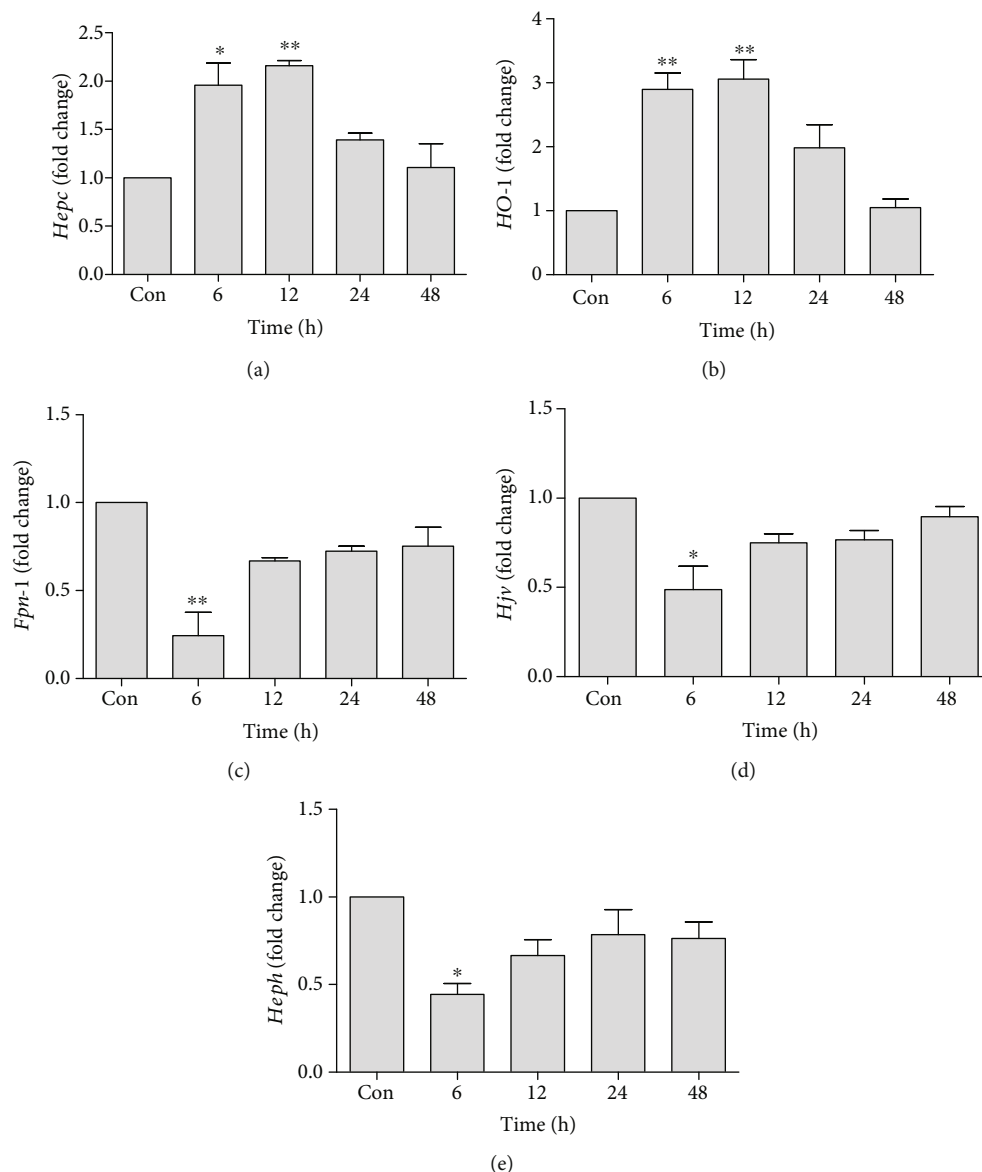 Hepc (fold change)
2.5
2.0
1.5
1.0
0.5
0.0
*
**
Con 6 12 24 48
Time (h)
(a)
HO-1 (fold change)
4
3
2
1
0
**
**
Con 6 12 24 48
Time (h)
(b)
Fpn-1 (fold change)
1.5
1.0
0.5
0.0
**
Con 6 12 24 48
Time (h)
(c)
Hjv (fold change)
1.5
1.0
0.5
0.0
*
Con 6 12 24 48
Time (h)
(d)
Heph (fold change)
1.5
1.0
0.5
0.0
*
Con 6 12 24 48
Time (h)
(e)